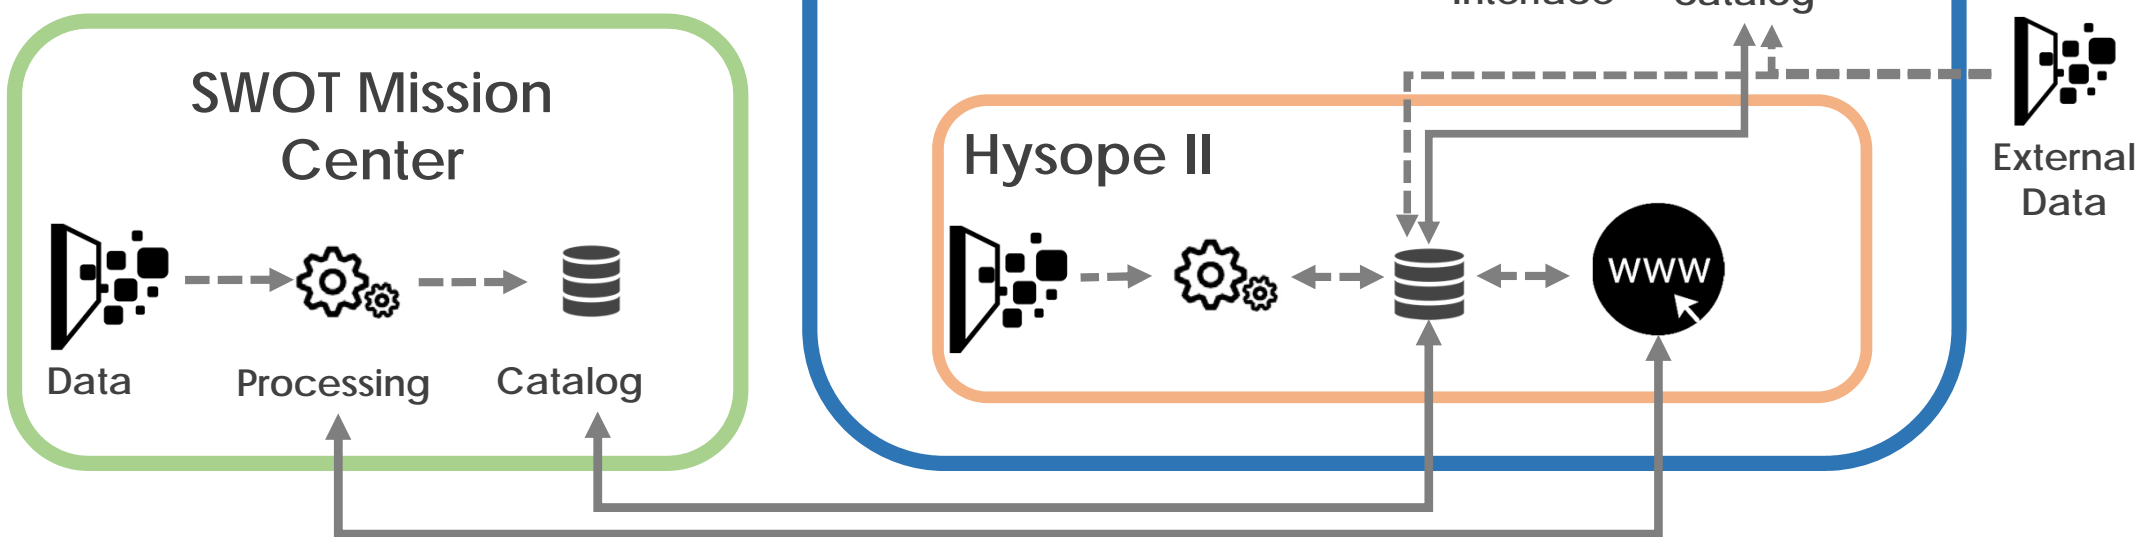 SWOT Mission
Center
Data
Processing
Catalog
Hysope II
www
External
Data